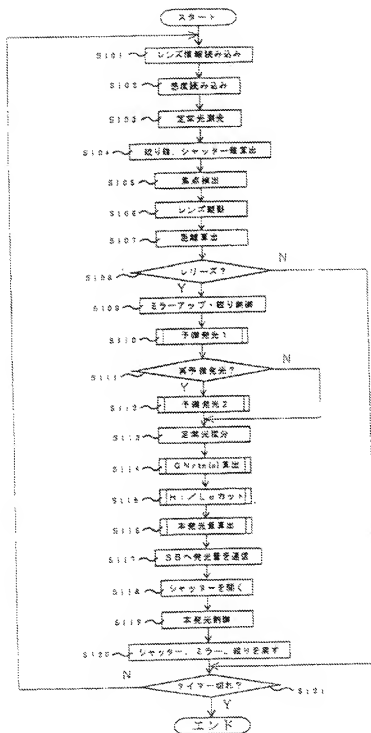 スタート
S101 レンズ情報読み込み
S102 感度読み込み
S103 定常光測光
S104 絞り値、シャッター値算出
S105 焦点検出
S106 レンズ駆動
S107 距離算出
S108 レリーズ? N
Y
S109 ミラーアップ・絞り制御
S110 予備発光1
S111 再予備発光? N
Y
S112 予備発光2
S113 定常光積分
S114 GNrtn(s)算出
S115 Hi/Loカット
S116 本発光量算出
S117 SBへ発光量を送信
S118 シャッターを開く
S119 本発光制御
S120 シャッター、ミラー、絞りを戻す
N タイマー切れ? S121
Y
エンド